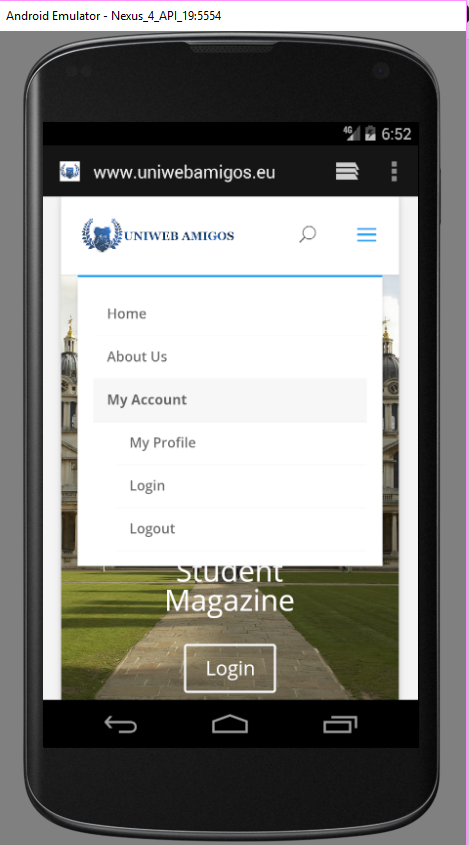 Android Emulator - Nexus_4_API_19:5554
4G 6:52
www.uniwebamigos.eu
UNIWEB AMIGOS
Home
About Us
My Account
My Profile
Login
Logout
Student
Magazine
Login